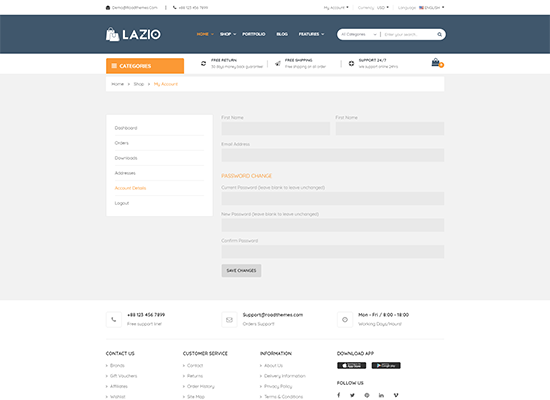 Demo@Roadthemes.Com | +88 123 456 7899
My Account Currency: USD Language: ENGLISH
LAZIO
HOME SHOP PORTFOLIO BLOG FEATURES
All Categories Enter your search...
CATEGORIES
FREE RETURN
30 days money back guarantee!
FREE SHIPPING
Free shipping on all order
SUPPORT 24/7
We support online 24hrs
Home > Shop > My Account
Dashboard
Orders
Downloads
Addresses
Account Details
Logout
First Name First Name
Email Address
PASSWORD CHANGE
Current Password (leave blank to leave unchanged)
New Password (leave blank to leave unchanged)
Confirm Password
SAVE CHANGES
+88 123 456 7899
Free support line!
Support@roadthemes.com
Orders Support
Mon - Fri / 8:00 - 18:00
Working Days/Hours!
CONTACT US
> Brands
> Gift Vouchers
> Affiliates
> Wishlist
CUSTOMER SERVICE
> Contact
> Returns
> Order History
> Site Map
INFORMATION
> About Us
> Delivery Information
> Privacy Policy
> Terms & Conditions
DOWNLOAD APP
App Store Google play
FOLLOW US